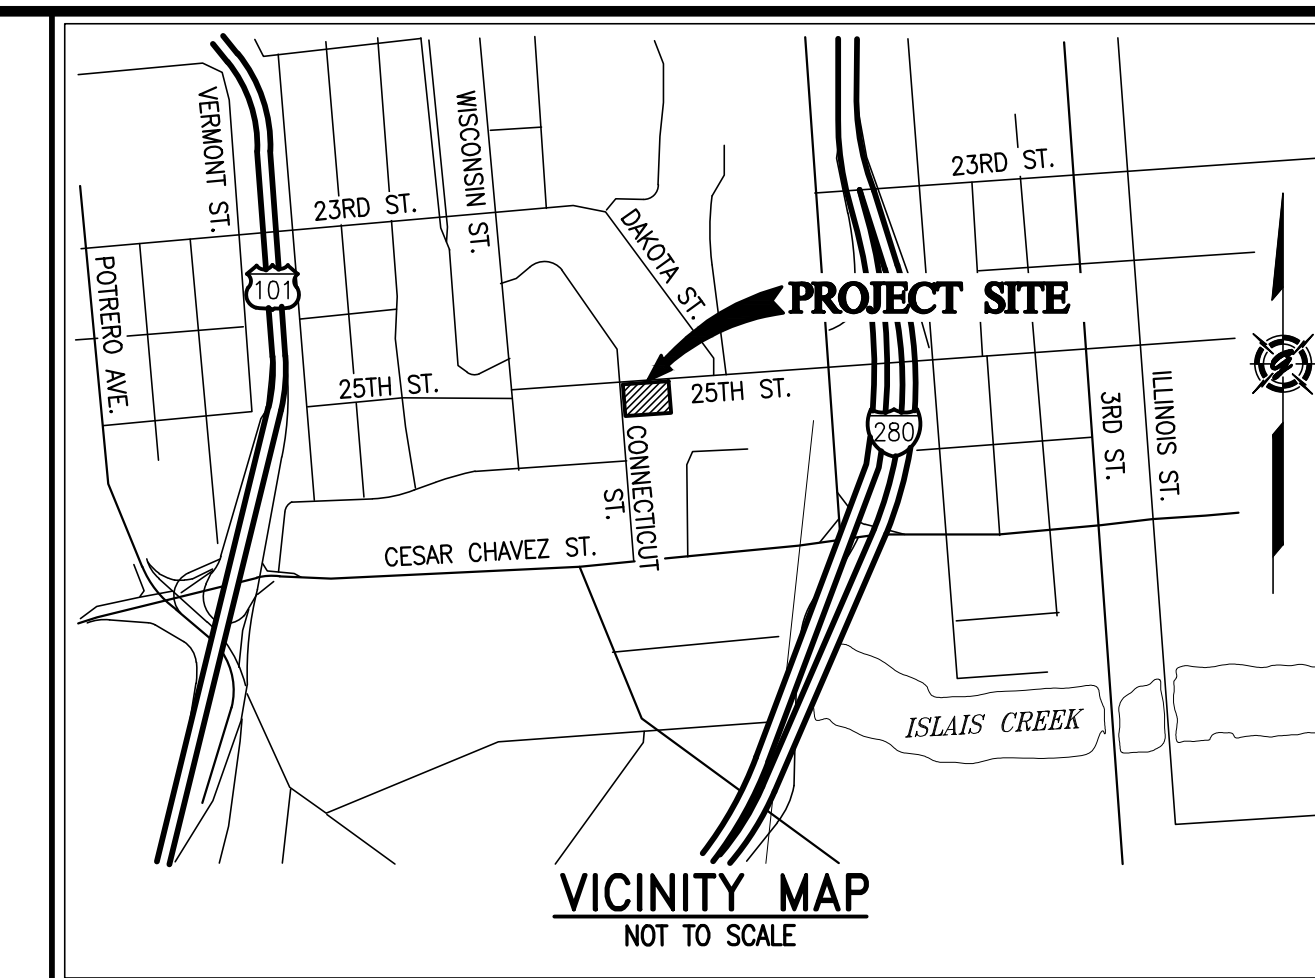 VERMONT ST.
WISCONSIN ST.
23RD ST.
23RD ST.
DAKOTA ST.
POTRERO AVE.
101
PROJECT SITE
25TH ST.
25TH ST.
280
3RD ST.
ILLINOIS ST.
CONNECTICUT
ST.
CESAR CHAVEZ ST.
ISLAIS CREEK
VICINITY MAP
NOT TO SCALE